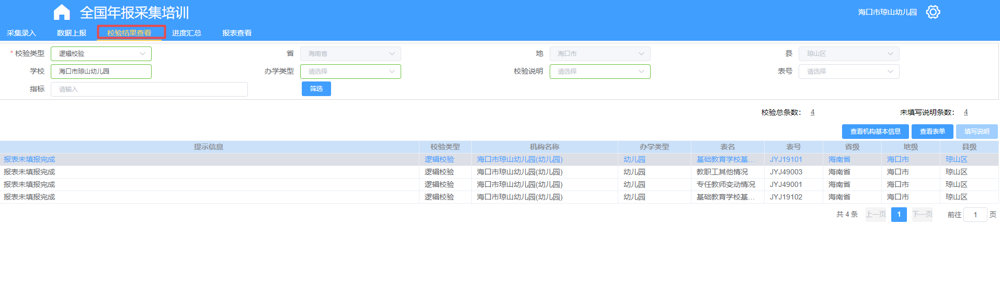 全国年报采集培训
海口市琼山幼儿园
采集录入 数据上报 校验结果查看 进度汇总 报表查看
* 校验类型 逻辑校验 省 海南省 地 海口市 县 琼山区
学校 海口市琼山幼儿园 办学类型 请选择 校验说明 请选择 表号 请选择
指标 请输入 筛选
校验总条数: 4 未填写说明条数: 4
查看机构基本信息 查看表单 填写说明
提示信息 校验类型 机构名称 办学类型 表名 表号 省级 地级 县级
报表未填报完成 逻辑校验 海口市琼山幼儿园(幼儿园) 幼儿园 基础教育学校基... JYJ19101 海南省 海口市 琼山区
报表未填报完成 逻辑校验 海口市琼山幼儿园(幼儿园) 幼儿园 教职工其他情况 JYJ49003 海南省 海口市 琼山区
报表未填报完成 逻辑校验 海口市琼山幼儿园(幼儿园) 幼儿园 专任教师变动情况 JYJ49001 海南省 海口市 琼山区
报表未填报完成 逻辑校验 海口市琼山幼儿园(幼儿园) 幼儿园 基础教育学校基... JYJ19102 海南省 海口市 琼山区
共 4 条 上一页 1 下一页 前往 1 页